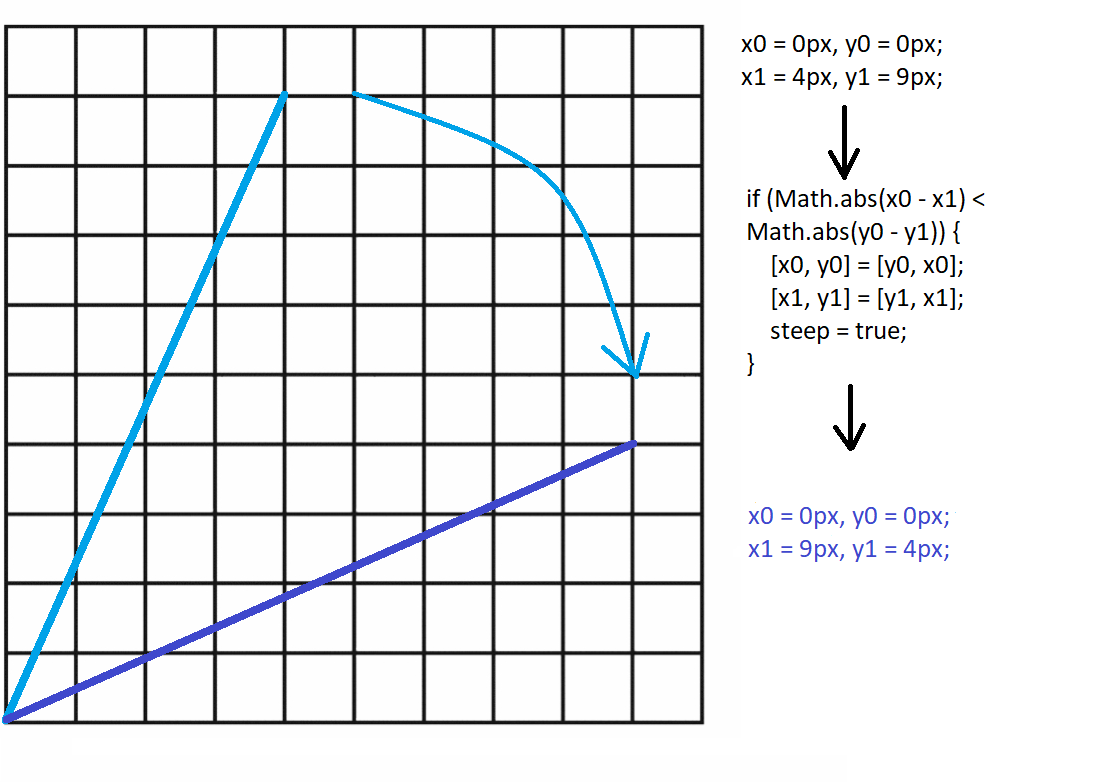 x0 = 0px, y0 = 0px;
x1 = 4px, y1 = 9px;
if (Math.abs(x0 - x1) <
Math.abs(y0 - y1)) {
[x0, y0] = [y0, x0];
[x1, y1] = [y1, x1];
steep = true;
}
x0 = 0px, y0 = 0px;
x1 = 9px, y1 = 4px;